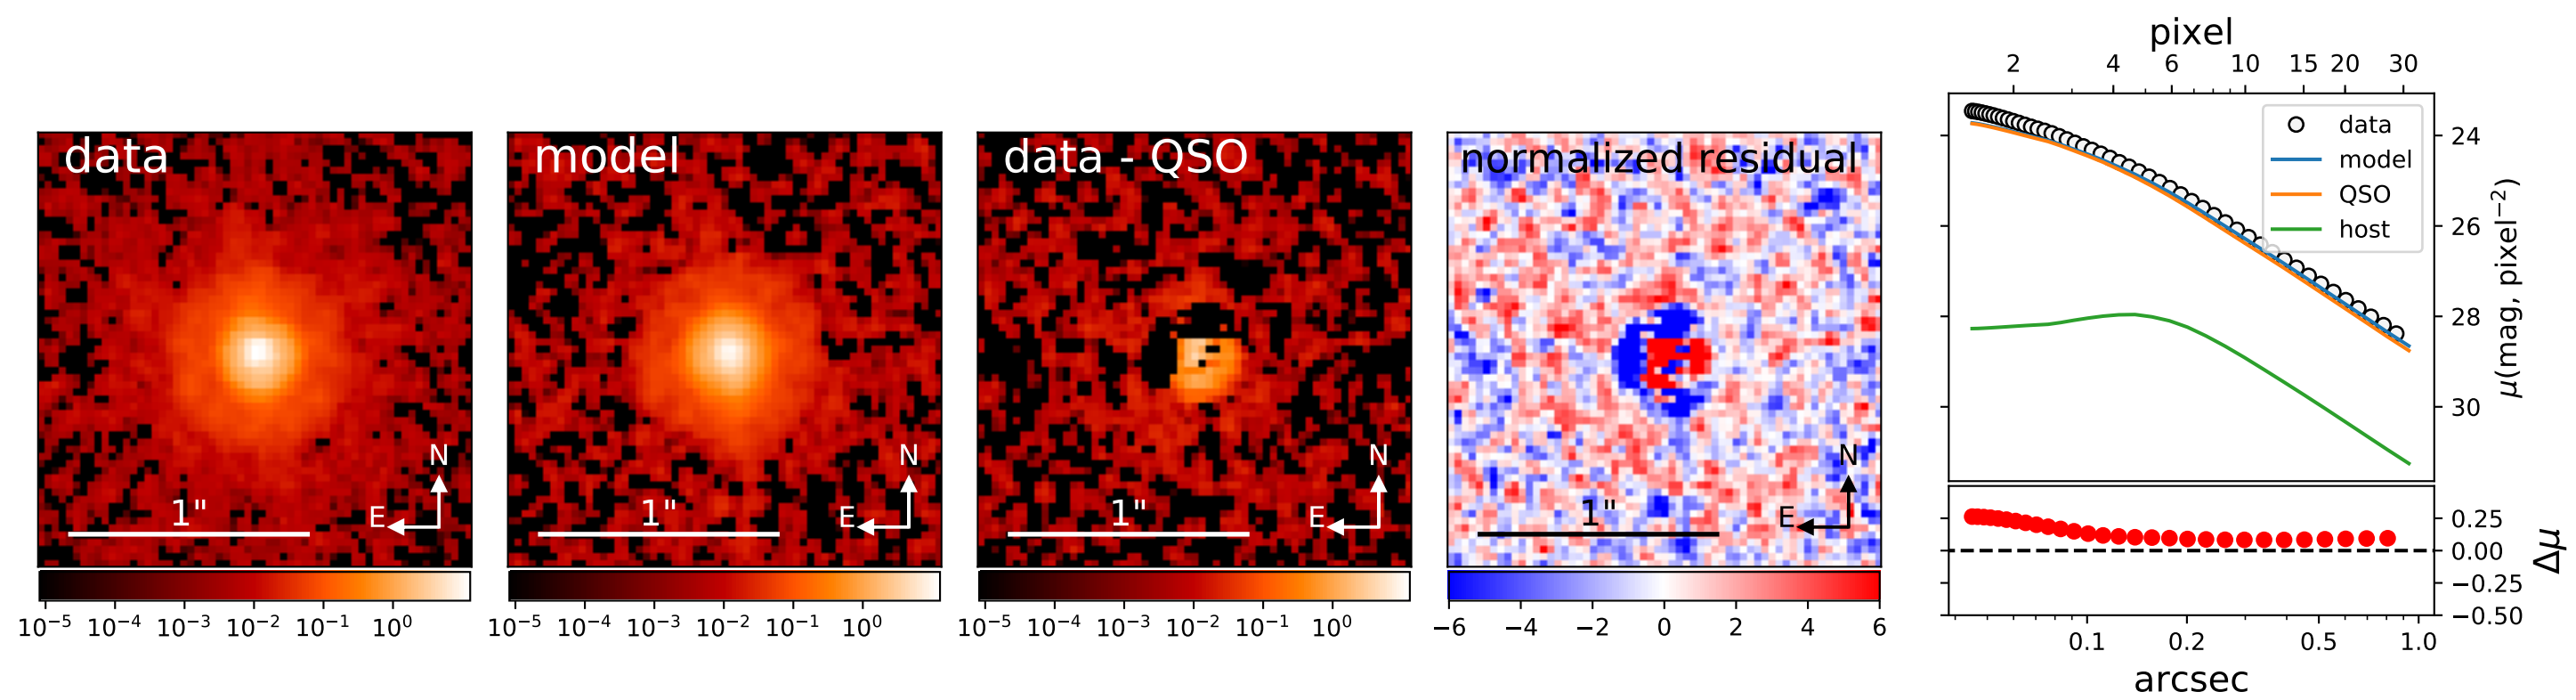 data
1"
N
E
10⁻⁵ 10⁻⁴ 10⁻³ 10⁻² 10⁻¹ 10⁰
model
1"
N
E
10⁻⁵ 10⁻⁴ 10⁻³ 10⁻² 10⁻¹ 10⁰
data - QSO
1"
N
E
10⁻⁵ 10⁻⁴ 10⁻³ 10⁻² 10⁻¹ 10⁰
normalized residual
1"
N
E
−6 −4 −2 0 2 4 6
pixel
2 4 6 10 15 20 30
data
model
QSO
host
24
26
28
30
μ(mag, pixel⁻²)
0.25
0.00
−0.25
−0.50
Δμ
0.1 0.2 0.5 1.0
arcsec